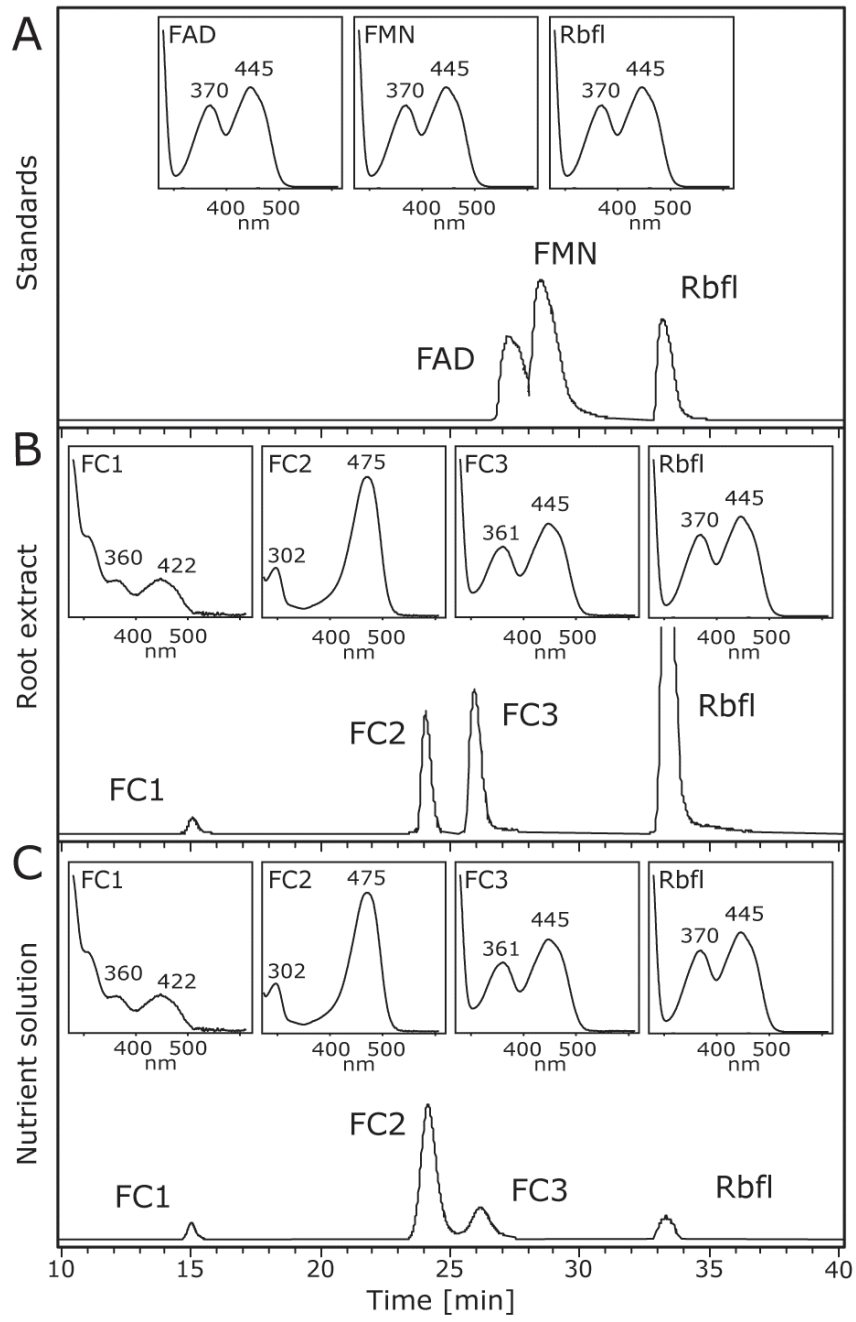 A
Standards
FAD
370
445
400 500
nm
FMN
370
445
400 500
nm
Rbfl
370
445
400 500
nm
FAD
FMN
Rbfl
B
Root extract
FC1
360
422
400 500
nm
FC2
302
475
400 500
nm
FC3
361
445
400 500
nm
Rbfl
370
445
400 500
nm
FC1
FC2
FC3
Rbfl
C
Nutrient solution
FC1
360
422
400 500
nm
FC2
302
475
400 500
nm
FC3
361
445
400 500
nm
Rbfl
370
445
400 500
nm
FC1
FC2
FC3
Rbfl
10 15 20 25 30 35 40
Time [min]